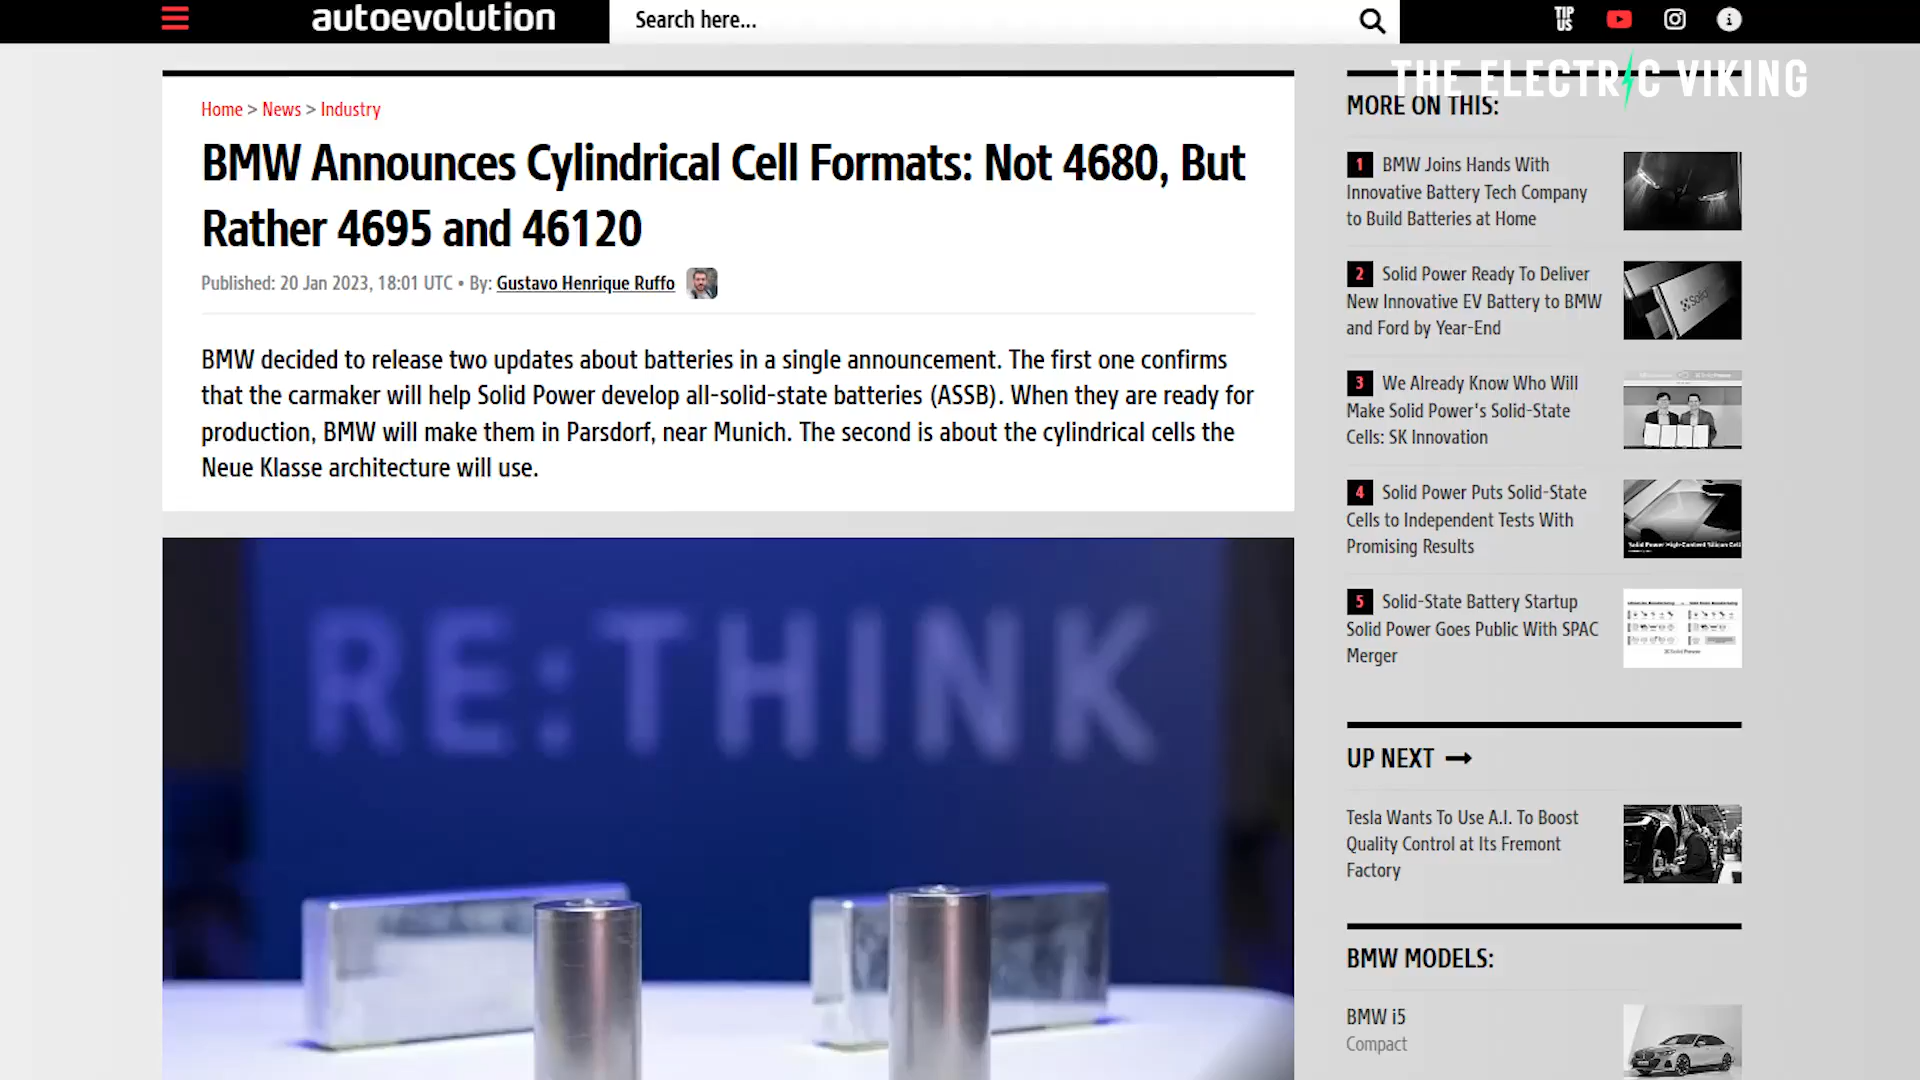 autoevolution
Search here...
TIP
US
THE ELECTRIC VIKING
Home > News > Industry
BMW Announces Cylindrical Cell Formats: Not 4680, But
Rather 4695 and 46120
Published: 20 Jan 2023, 18:01 UTC • By: Gustavo Henrique Ruffo
BMW decided to release two updates about batteries in a single announcement. The first one confirms
that the carmaker will help Solid Power develop all-solid-state batteries (ASSB). When they are ready for
production, BMW will make them in Parsdorf, near Munich. The second is about the cylindrical cells the
Neue Klasse architecture will use.
RE:THINK
MORE ON THIS:
1 BMW Joins Hands With
Innovative Battery Tech Company
to Build Batteries at Home
2 Solid Power Ready To Deliver
New Innovative EV Battery to BMW
and Ford by Year-End
Solid
3 We Already Know Who Will
Make Solid Power's Solid-State
Cells: SK Innovation
4 Solid Power Puts Solid-State
Cells to Independent Tests With
Promising Results
Solid Power High-Content Silicon Cell
5 Solid-State Battery Startup
Solid Power Goes Public With SPAC
Merger
UP NEXT
Tesla Wants To Use A.I. To Boost
Quality Control at Its Fremont
Factory
BMW MODELS:
BMW i5
Compact